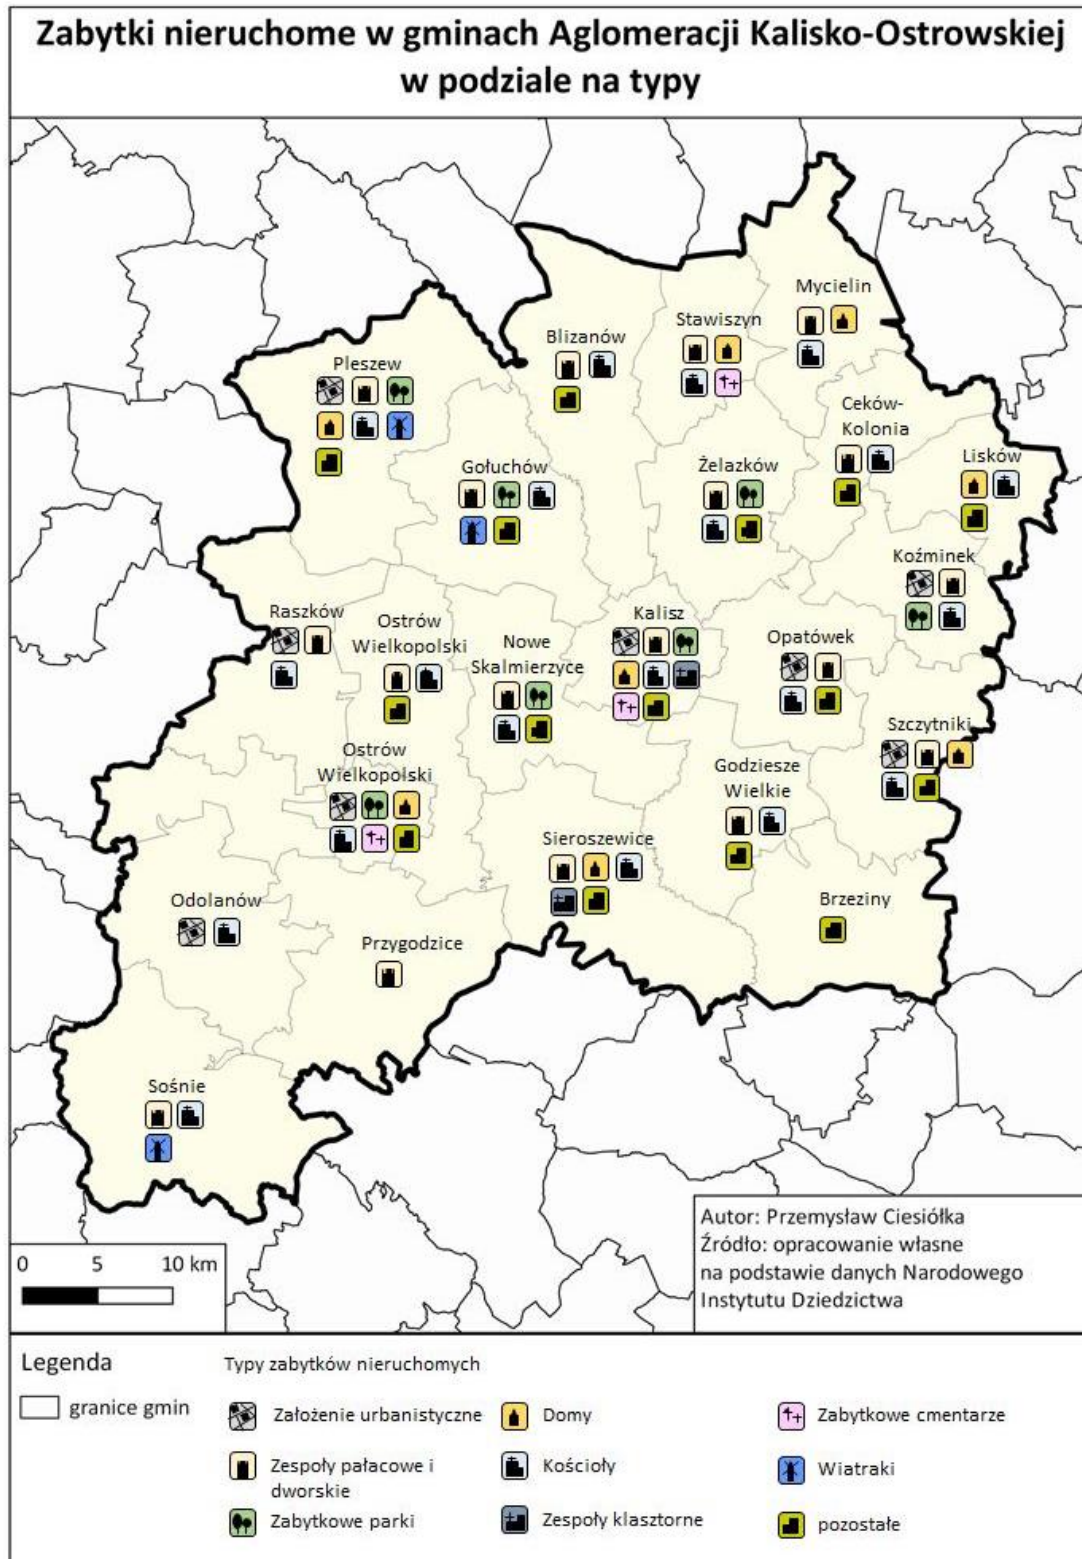 Zabytki nieruchome w gminach Aglomeracji Kalisko-Ostrowskiej
w podziale na typy
Mycielin
Stawiszyn
Blizanów
Pleszew
Ceków-
Kolonia
Lisków
Gołuchów
Żelazków
Koźminek
Raszków
Ostrów
Wielkopolski
Nowe
Skalmierzyce
Kalisz
Opatówek
Szczytniki
Ostrów
Wielkopolski
Godziesze
Wielkie
Sieroszewice
Odolanów
Brzeziny
Przygodzice
Sośnie
Autor: Przemysław Ciesiółka
Źródło: opracowanie własne
na podstawie danych Narodowego
Instytutu Dziedzictwa
0 5 10 km
Legenda
granice gmin
Typy zabytków nieruchomych
Założenie urbanistyczne
Zespoły pałacowe i
dworskie
Zabytkowe parki
Domy
Kościoły
Zespoły klasztorne
Zabytkowe cmentarze
Wiatraki
pozostałe